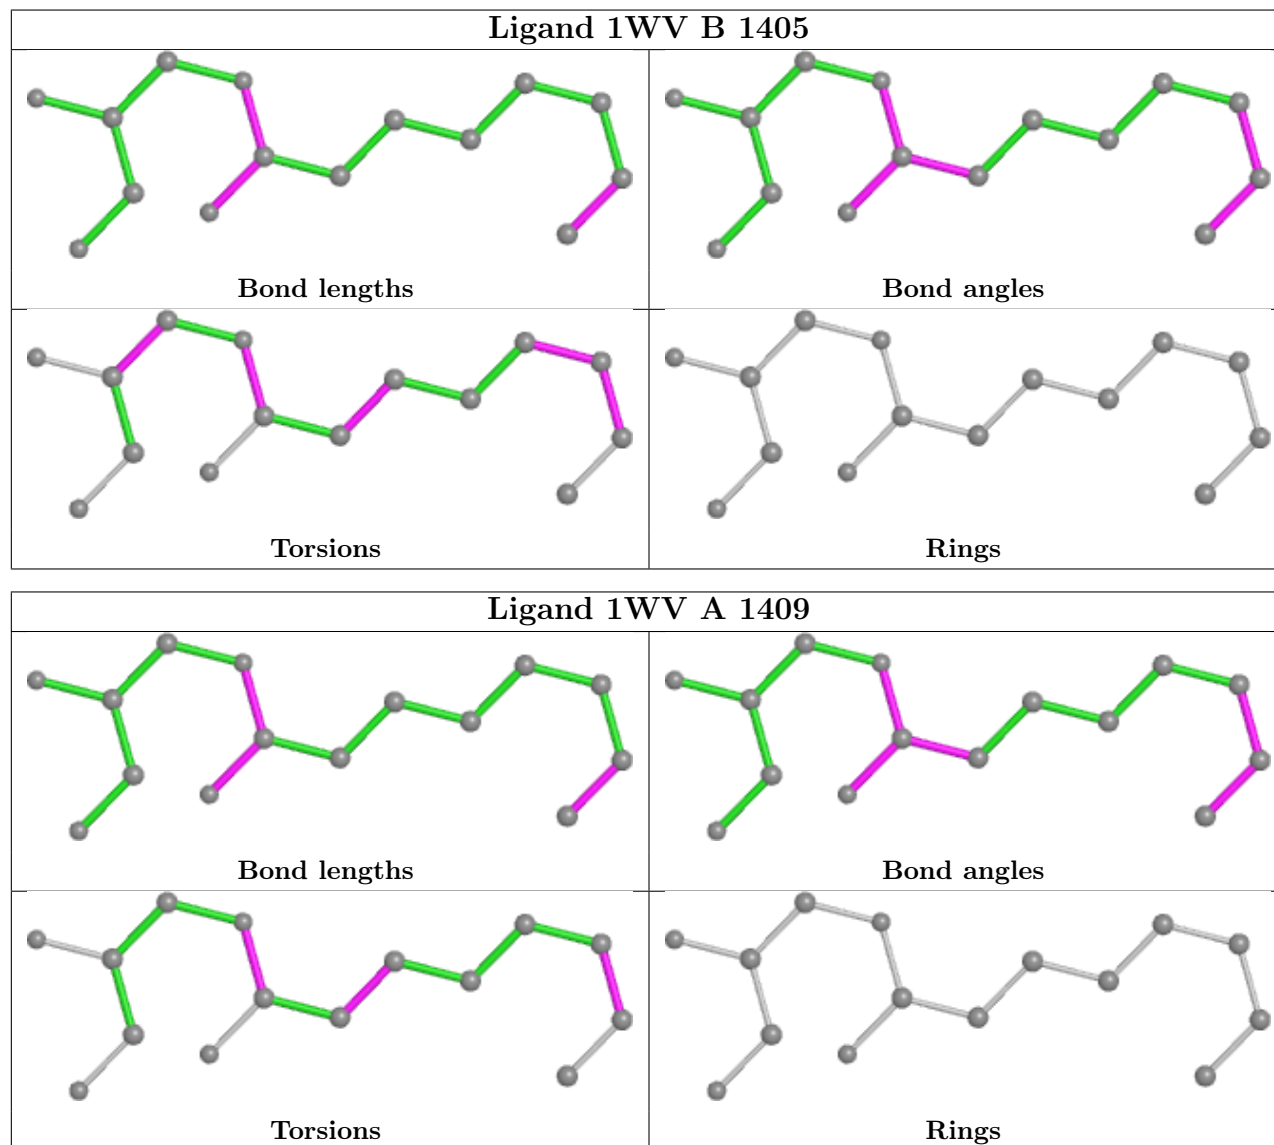 Ligand 1WV B 1405
Bond lengths
Bond angles
Torsions
Rings
Ligand 1WV A 1409
Bond lengths
Bond angles
Torsions
Rings